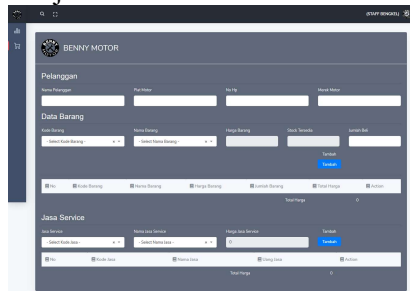 (STAFF BENGKEL)
BENNY MOTOR
Pelanggan
Nama Pelanggan Plat Motor No Hp Merek Motor
Data Barang
Kode Barang Nama Barang Harga Barang Stock Tersedia Jumlah Beli
- Select Kode Barang - x - Select Nama Barang - x Tambah
Tambah
No Kode Barang Nama Barang Harga Barang Jumlah Barang Total Harga Action
Total Harga 0
Jasa Service
Jasa Service Nama Jasa Service Harga Jasa Service Tambah
- Select Kode Jasa - x - Select Nama Jasa - x 0 Tambah
No Kode Jasa Nama Jasa Uang Jasa Action
Total Harga 0